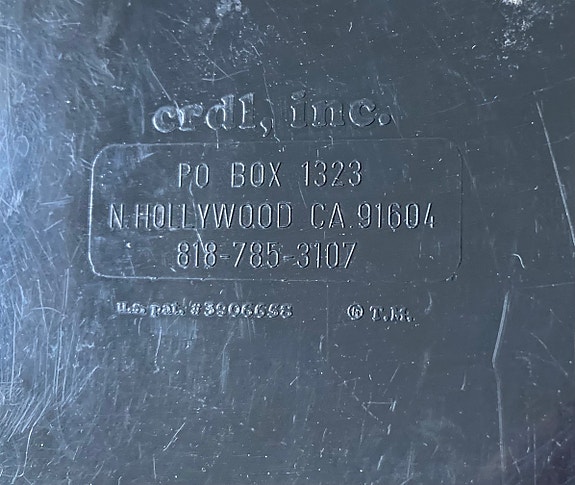 crdl, inc.
PO BOX 1323
N. HOLLYWOOD CA. 91604
818-785-3107
u.s. pat. #3906658 ® T.M.